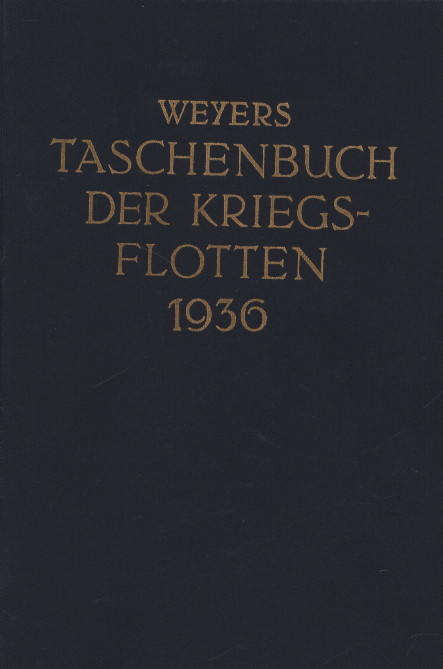 WEYERS
TASCHENBUCH
DER KRIEGS-
FLOTTEN
1936